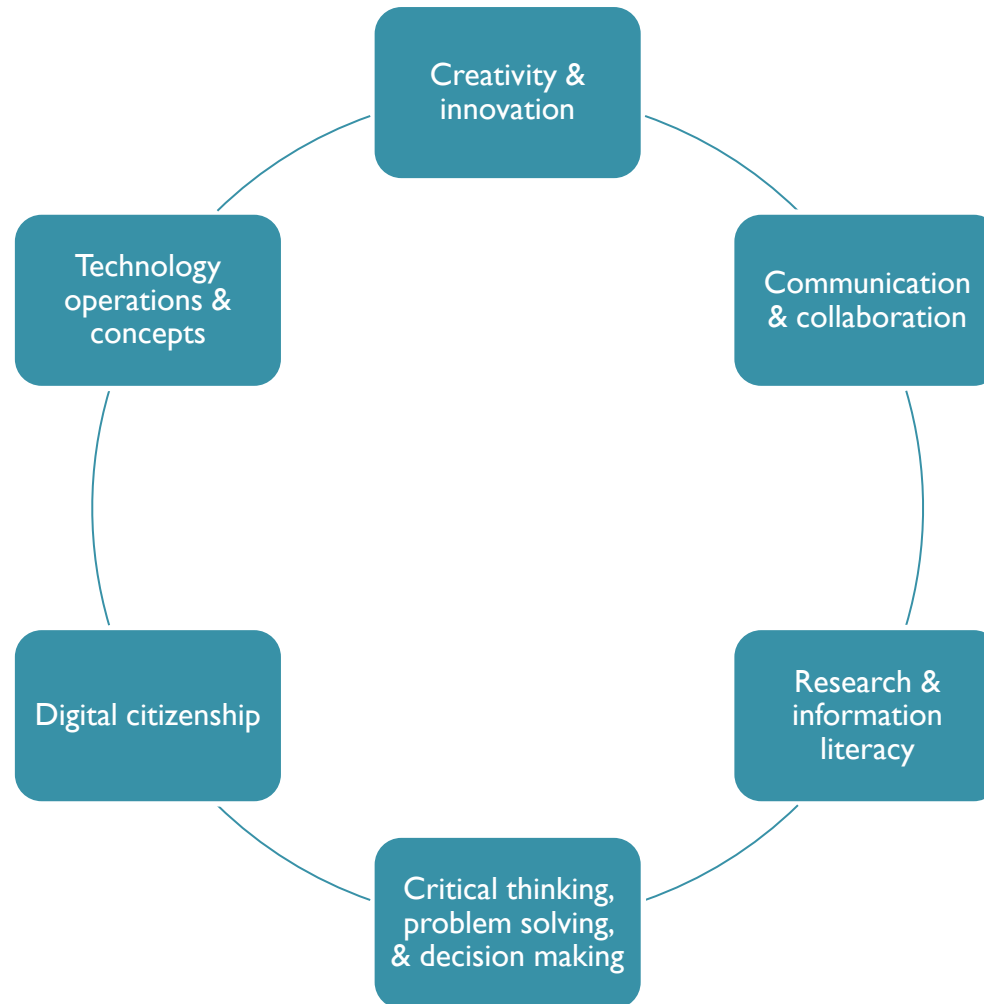 Creativity &
innovation
Technology
operations &
concepts
Communication
& collaboration
Digital citizenship
Research &
information
literacy
Critical thinking,
problem solving,
& decision making